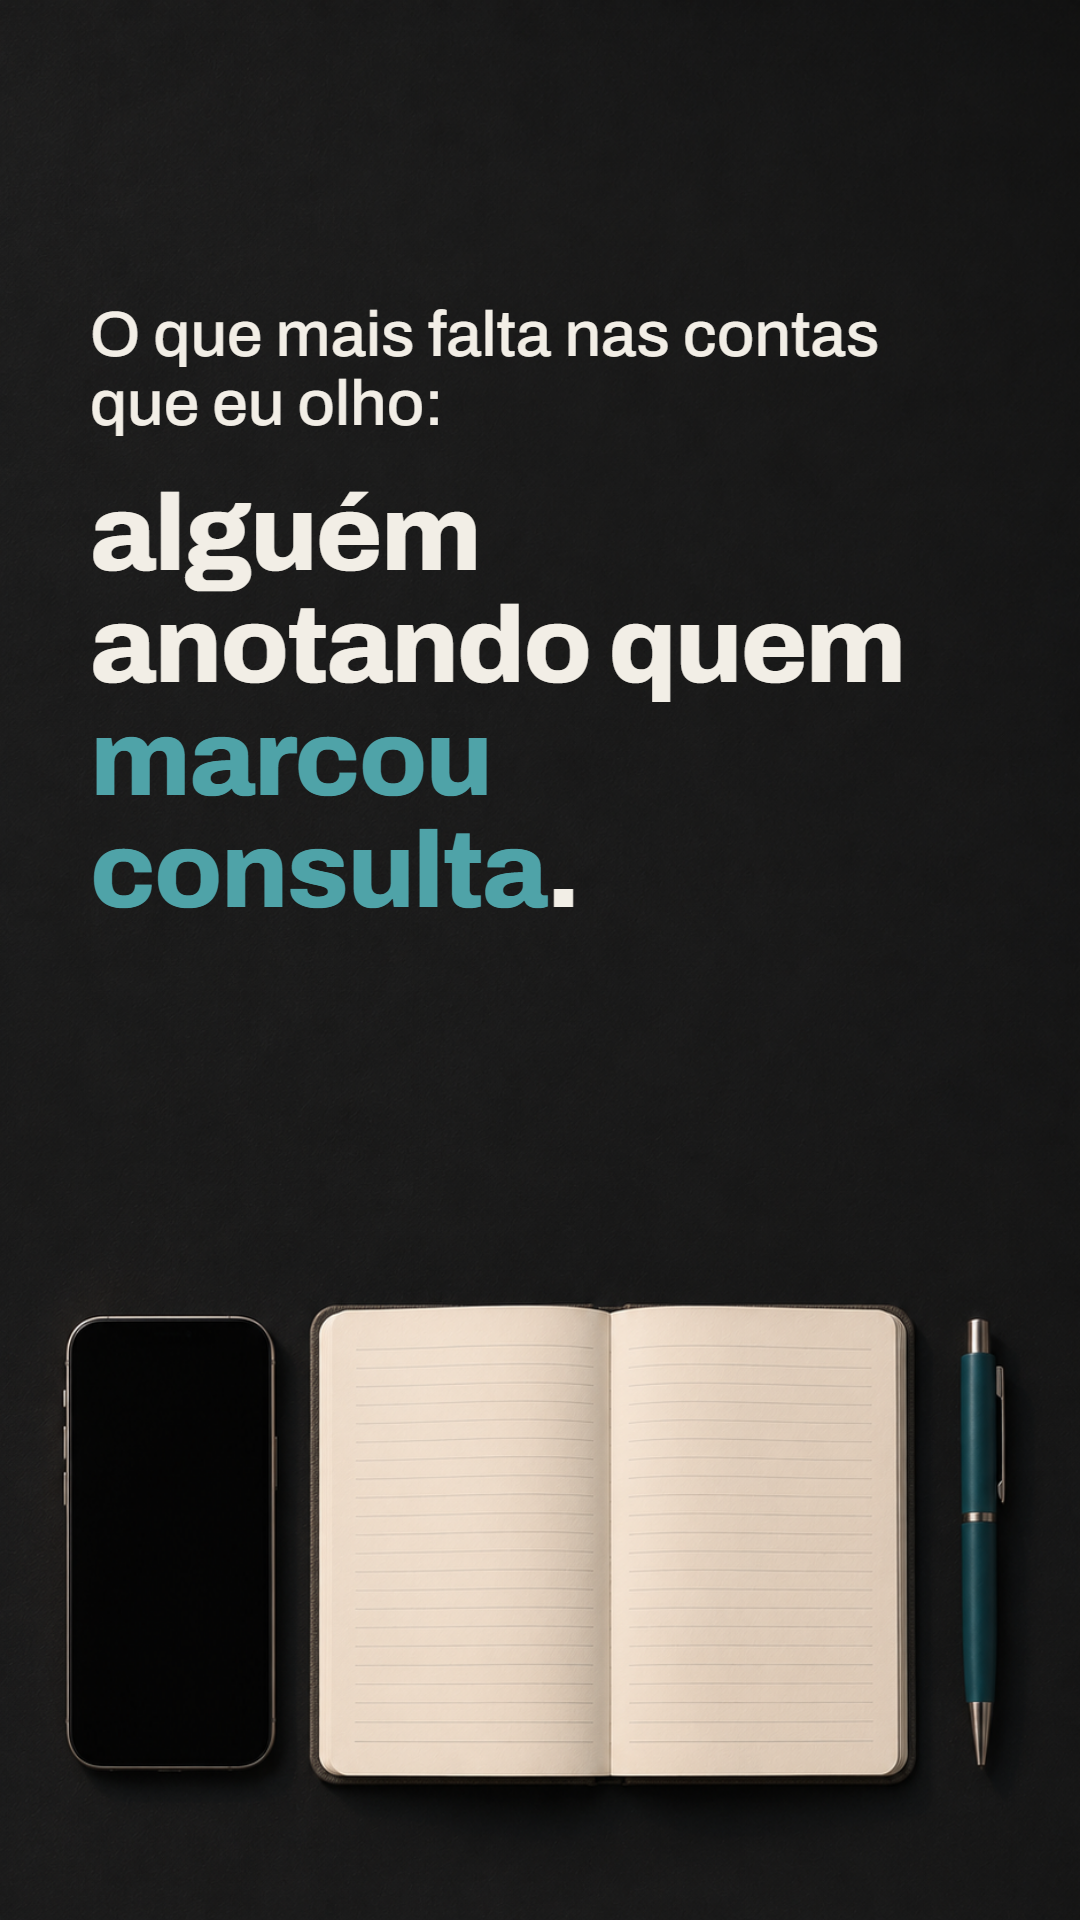 O que mais falta nas contas
que eu olho:
alguém
anotando quem
marcou
consulta.